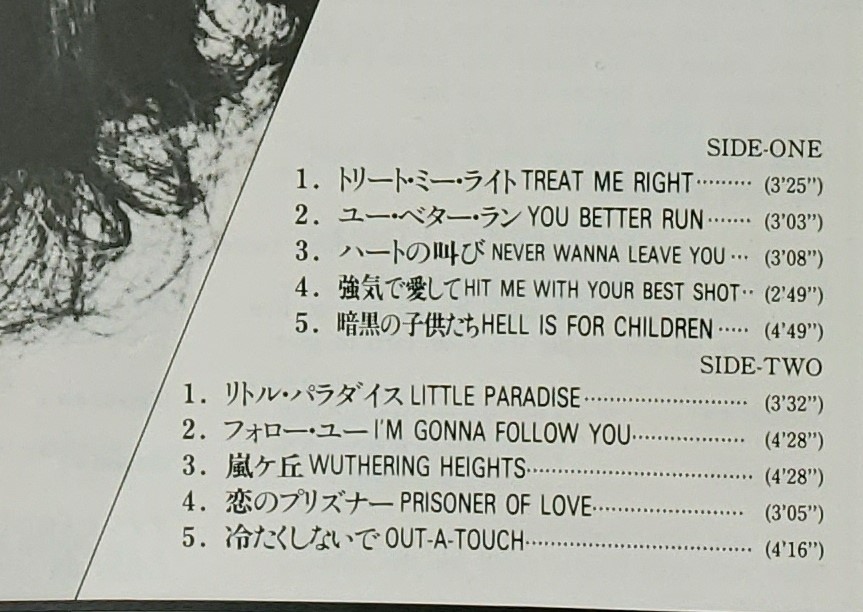 SIDE-ONE
1. トリート・ミー・ライト TREAT ME RIGHT········· (3'25”)
2. ユー・ベター・ラン YOU BETTER RUN······· (3'03”)
3. ハートの叫び NEVER WANNA LEAVE YOU ··· (3'08”)
4. 強気で愛して HIT ME WITH YOUR BEST SHOT·· (2'49”)
5. 暗黒の子供たち HELL IS FOR CHILDREN ····· (4'49”)
SIDE-TWO
1. リトル・パラダイス LITTLE PARADISE·························· (3'32”)
2. フォロー・ユー I'M GONNA FOLLOW YOU·················· (4'28”)
3. 嵐ケ丘 WUTHERING HEIGHTS···································· (4'28”)
4. 恋のプリズナー PRISONER OF LOVE························ (3'05”)
5. 冷たくしないで OUT-A-TOUCH···································· (4'16”)